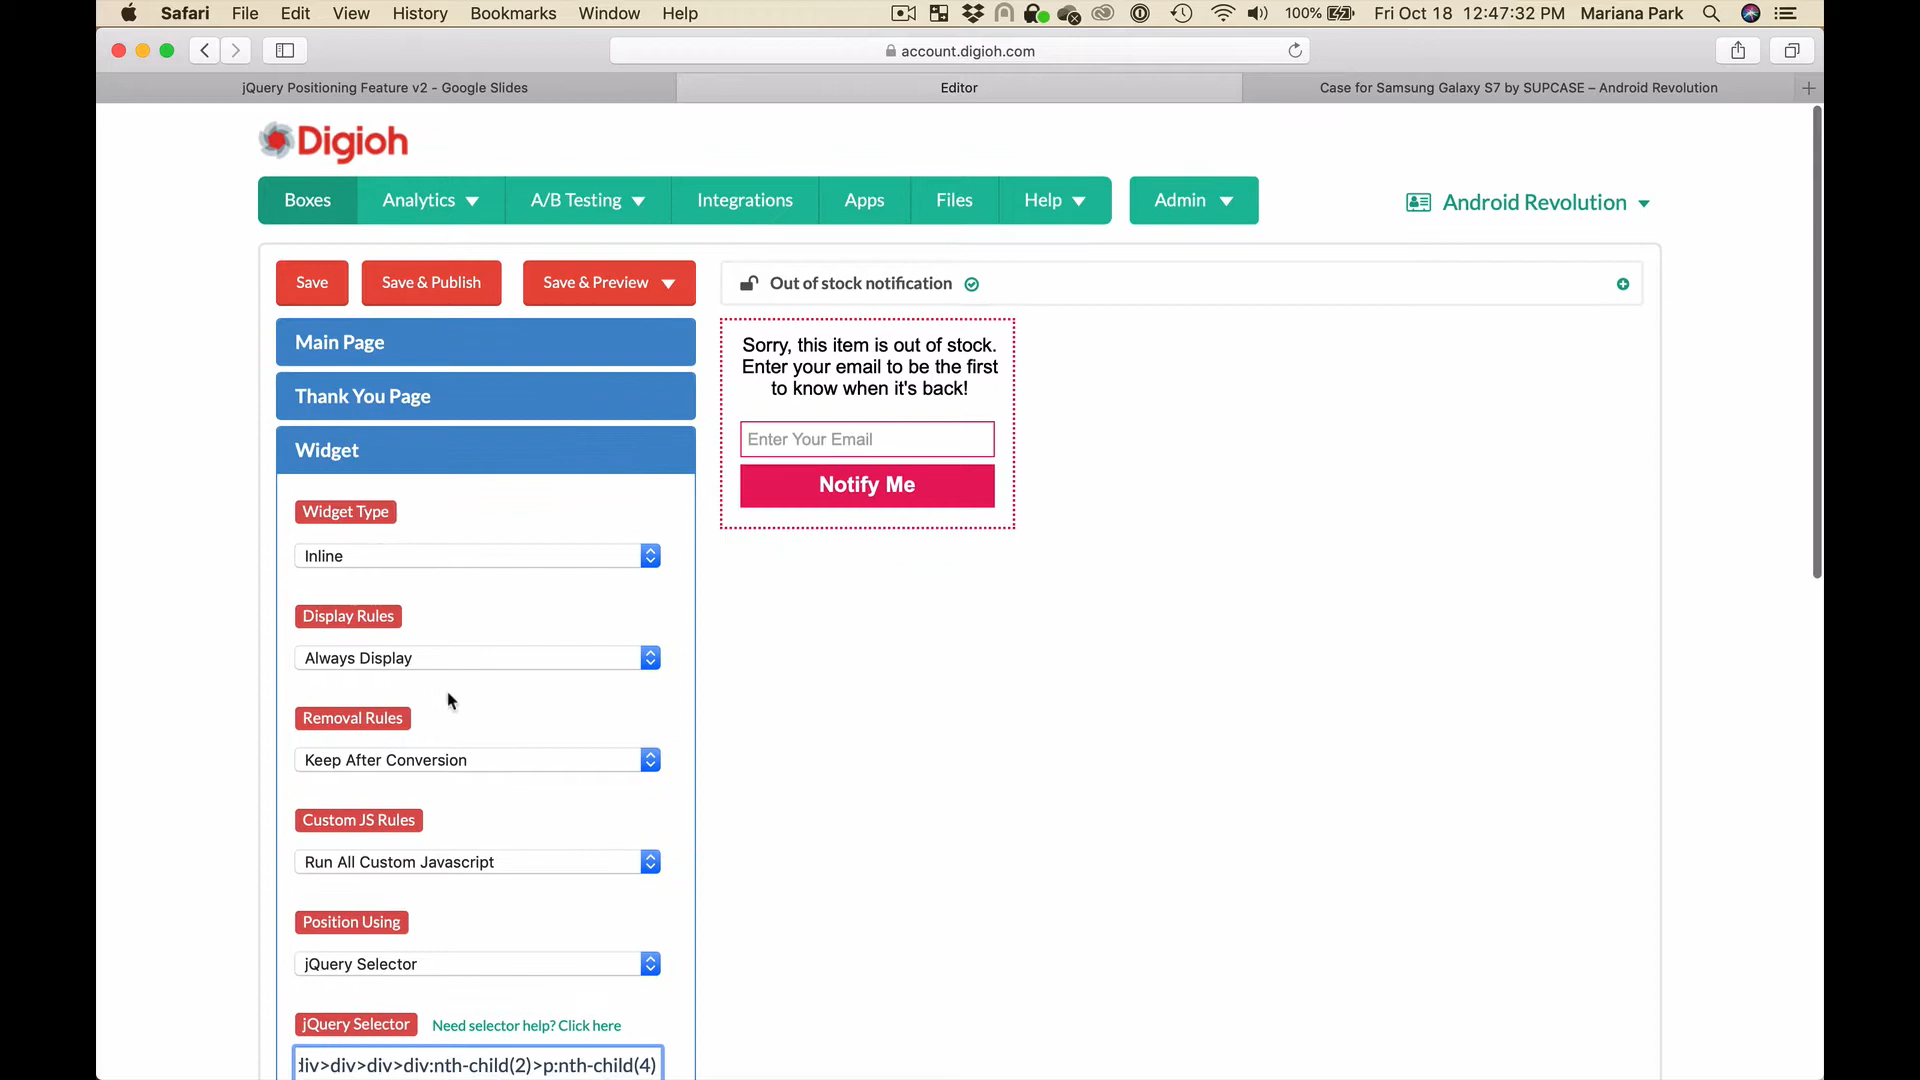 Safari File Edit View History Bookmarks Window Help 100% Fri Oct 18 12:47:32 PM Mariana Park
account.digioh.com
jQuery Positioning Feature v2 - Google Slides Editor Case for Samsung Galaxy S7 by SUPCASE – Android Revolution
Digioh
Boxes Analytics A/B Testing Integrations Apps Files Help Admin Android Revolution
Save Save & Publish Save & Preview Out of stock notification
Main Page
Thank You Page
Widget
Widget Type
Inline
Display Rules
Always Display
Removal Rules
Keep After Conversion
Custom JS Rules
Run All Custom Javascript
Position Using
jQuery Selector
jQuery Selector Need selector help? Click here
div>div>div>div:nth-child(2)>p:nth-child(4)
Sorry, this item is out of stock.
Enter your email to be the first
to know when it's back!
Enter Your Email
Notify Me